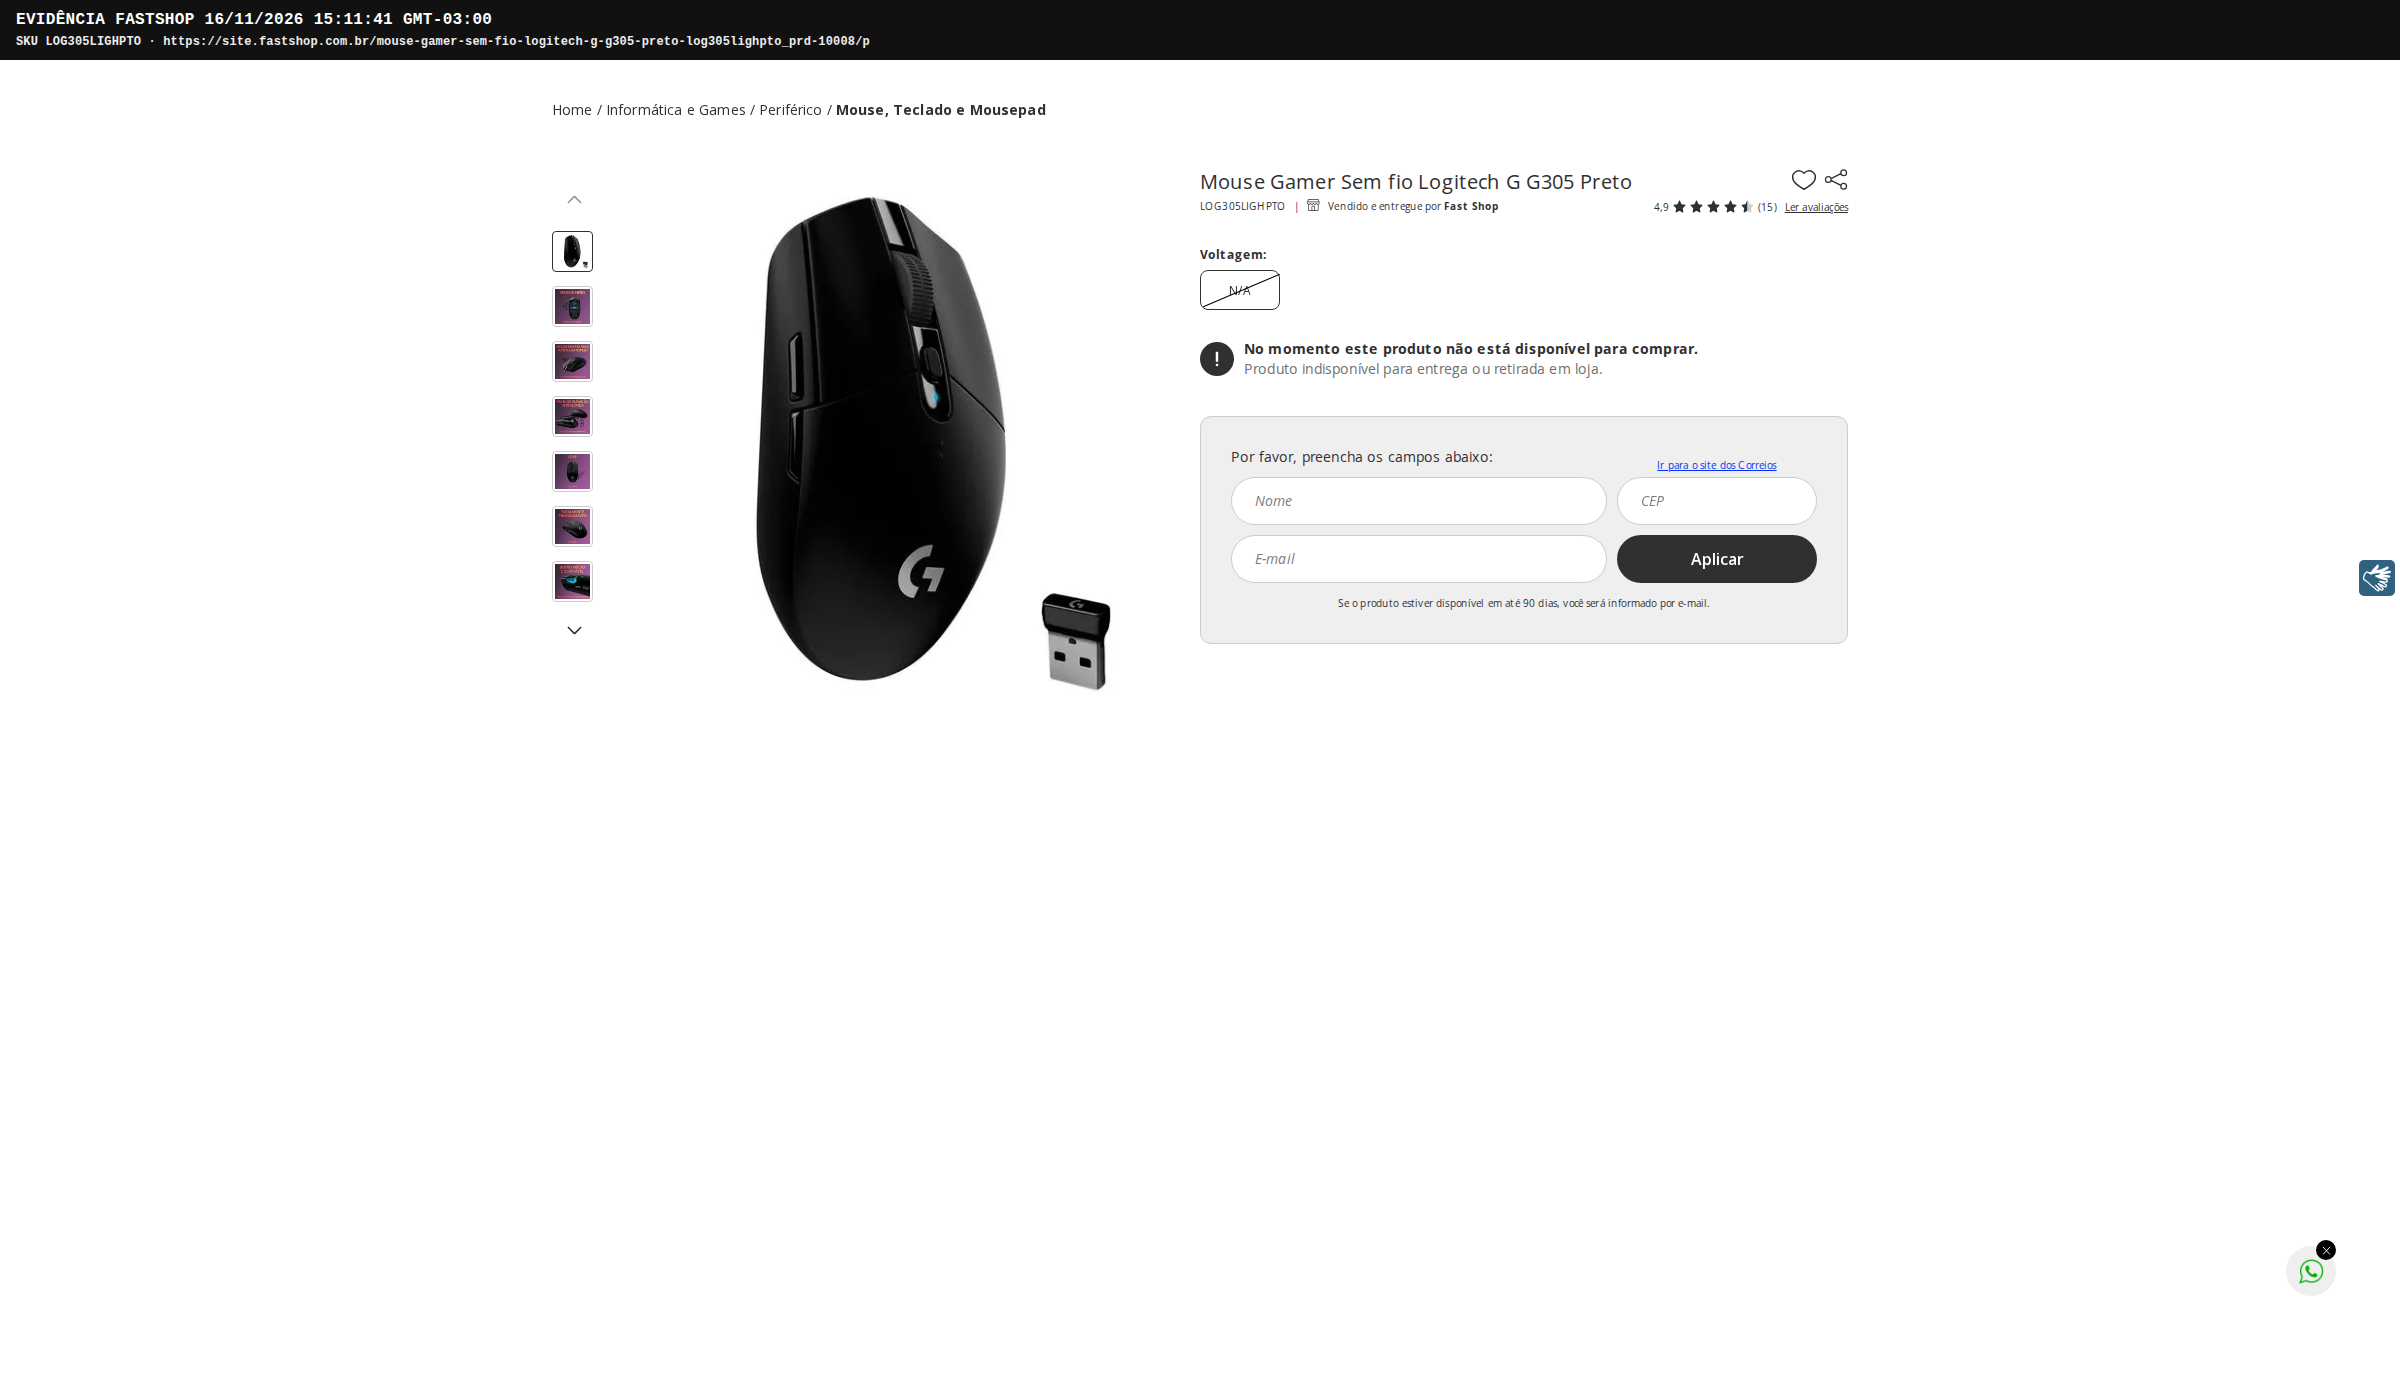 EVIDÊNCIA FASTSHOP 16/11/2026 15:11:41 GMT-03:00
SKU LOG305LIGHPTO · https://site.fastshop.com.br/mouse-gamer-sem-fio-logitech-g-g305-preto-log305lighpto_prd-10008/p
Home / Informática e Games / Periférico / Mouse, Teclado e Mousepad
Mouse Gamer Sem fio Logitech G G305 Preto
LOG305LIGHPTO | Vendido e entregue por Fast Shop
4,9 (15) Ler avaliações
Voltagem:
N/A
No momento este produto não está disponível para comprar.
Produto indisponível para entrega ou retirada em loja.
Por favor, preencha os campos abaixo:
Ir para o site dos Correios
Nome
CEP
E-mail
Aplicar
Se o produto estiver disponível em até 90 dias, você será informado por e-mail.